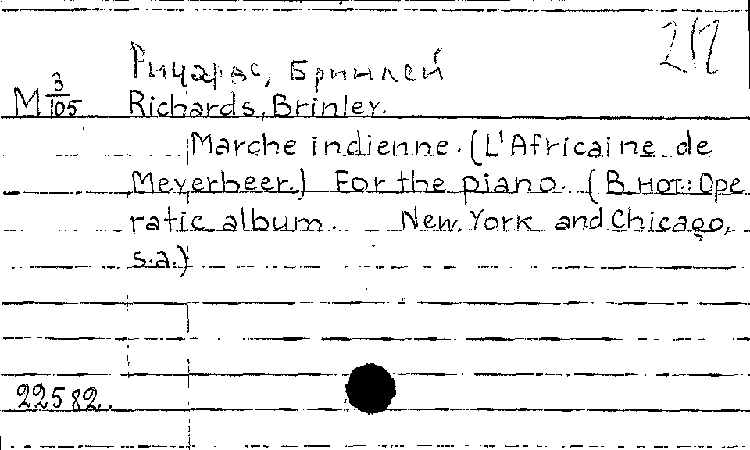 212
Ричардс, Бринлей
М 3/105 Richards, Brinley.
Marche indienne. (L'Africaine de
Meyerbeer.) For the piano. (В нот.: Ope
ratic album. New York and Chicago,
s.a.)
22582.